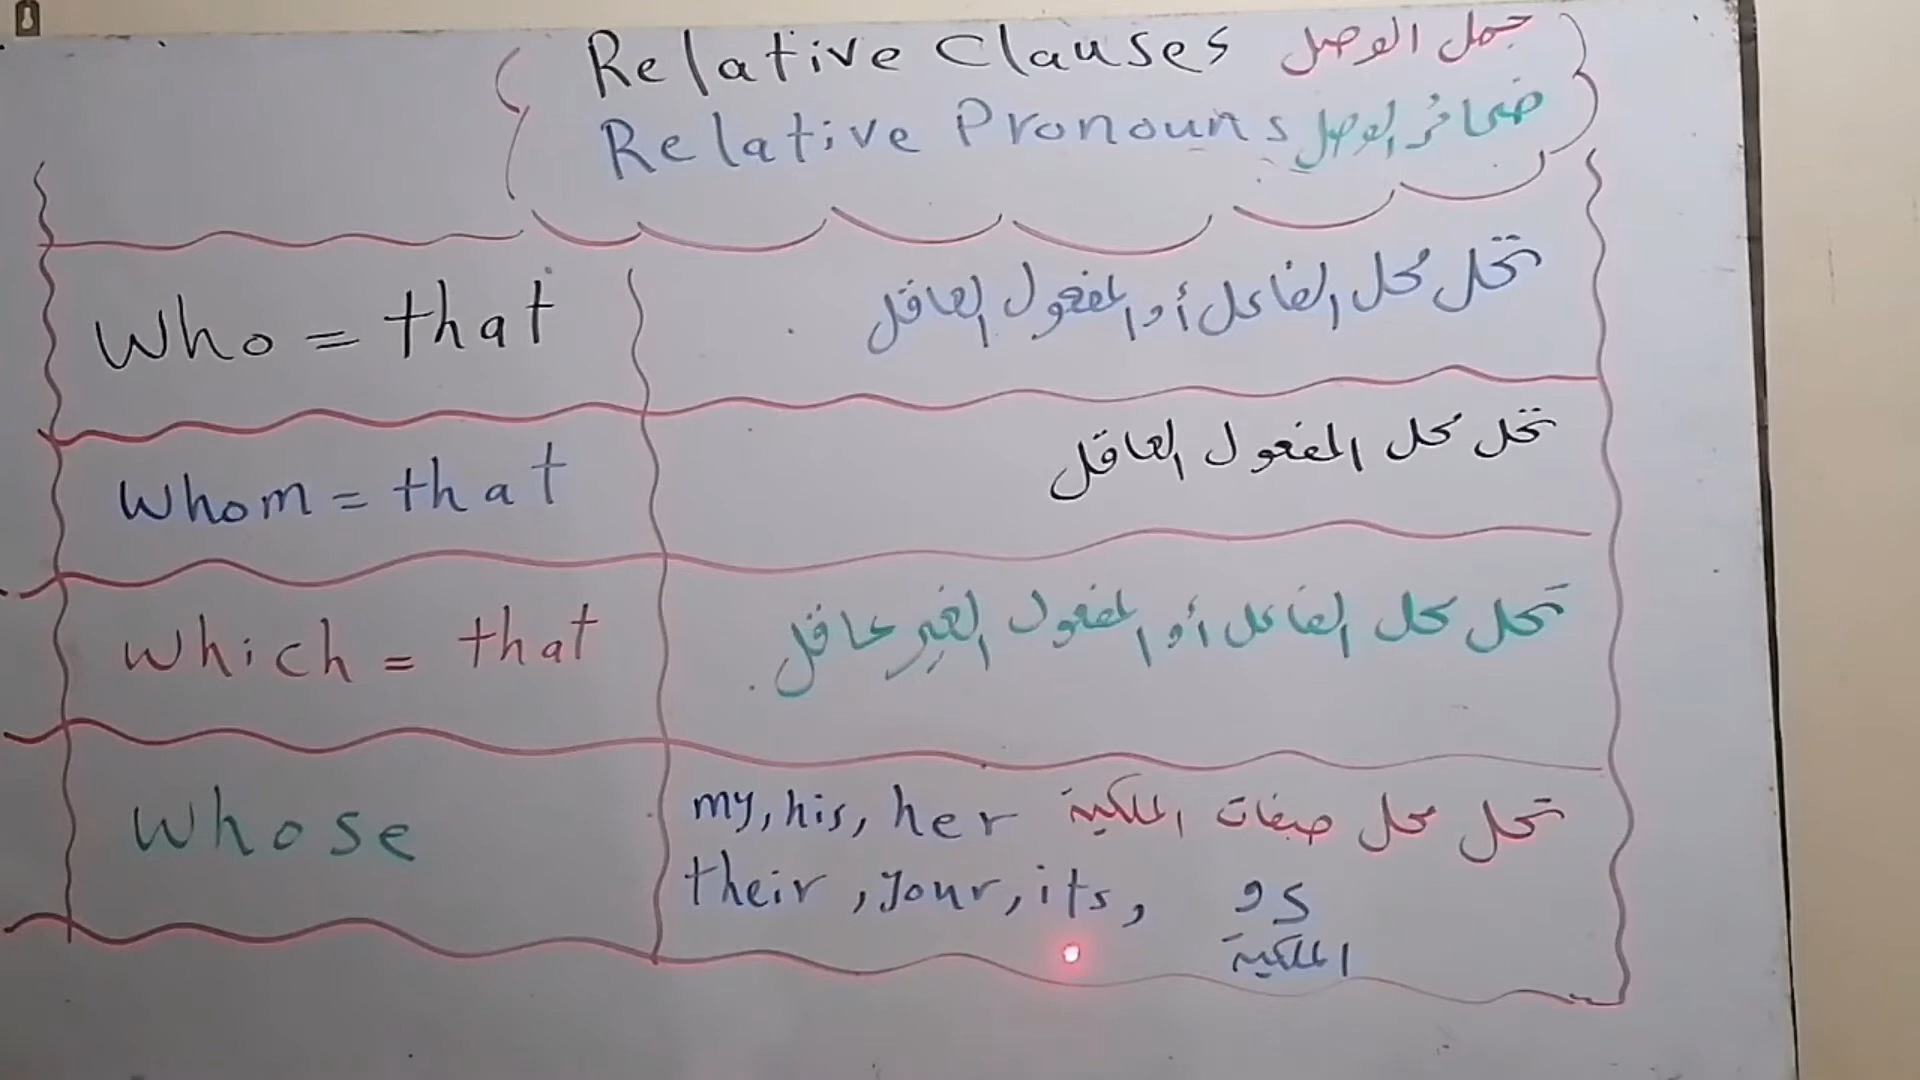 Relative Clauses جمل الوصل
Relative Pronouns ضمائر الوصل
Who = that تحل محل الفاعل أو المفعول العاقل
Whom = that تحل محل المفعول العاقل
Which = that تحل محل الفاعل أو المفعول الغير عاقل
Whose
تحل محل صفات الملكية my, his, her
their, your, its,
الملكية